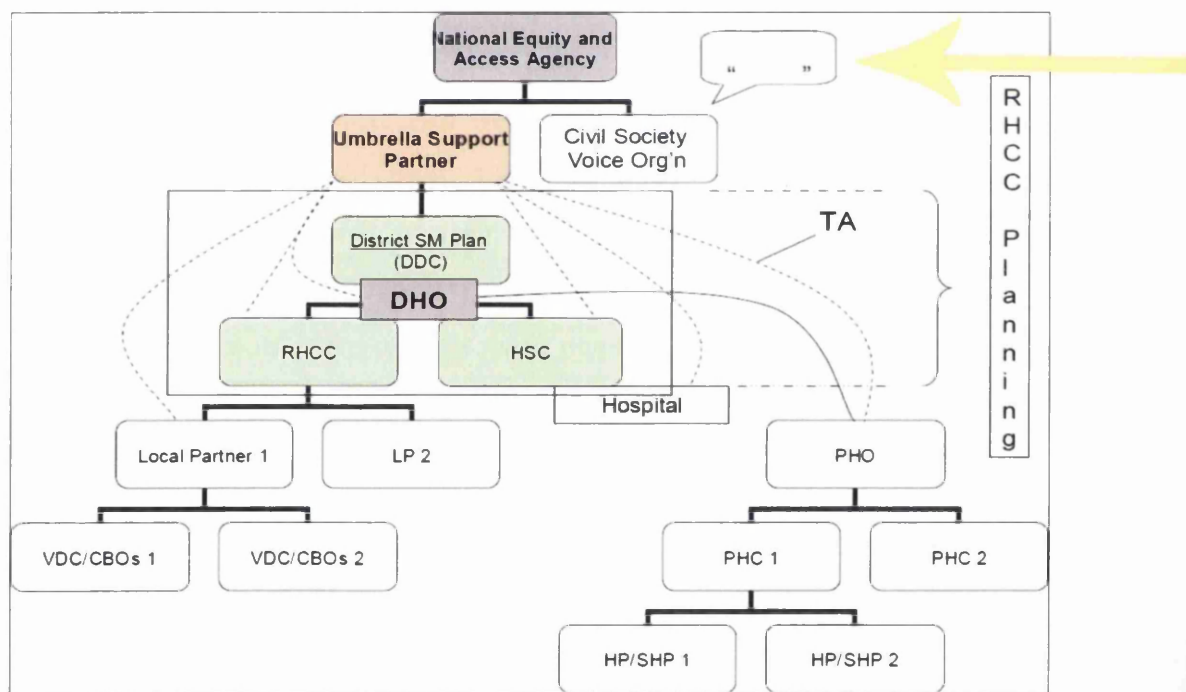 National Equity and
Access Agency
“ ”
Umbrella Support
Partner
Civil Society
Voice Org'n
RHCC Planning
TA
District SM Plan
(DDC)
DHO
RHCC
HSC
Hospital
Local Partner 1
LP 2
PHO
VDC/CBOs 1
VDC/CBOs 2
PHC 1
PHC 2
HP/SHP 1
HP/SHP 2